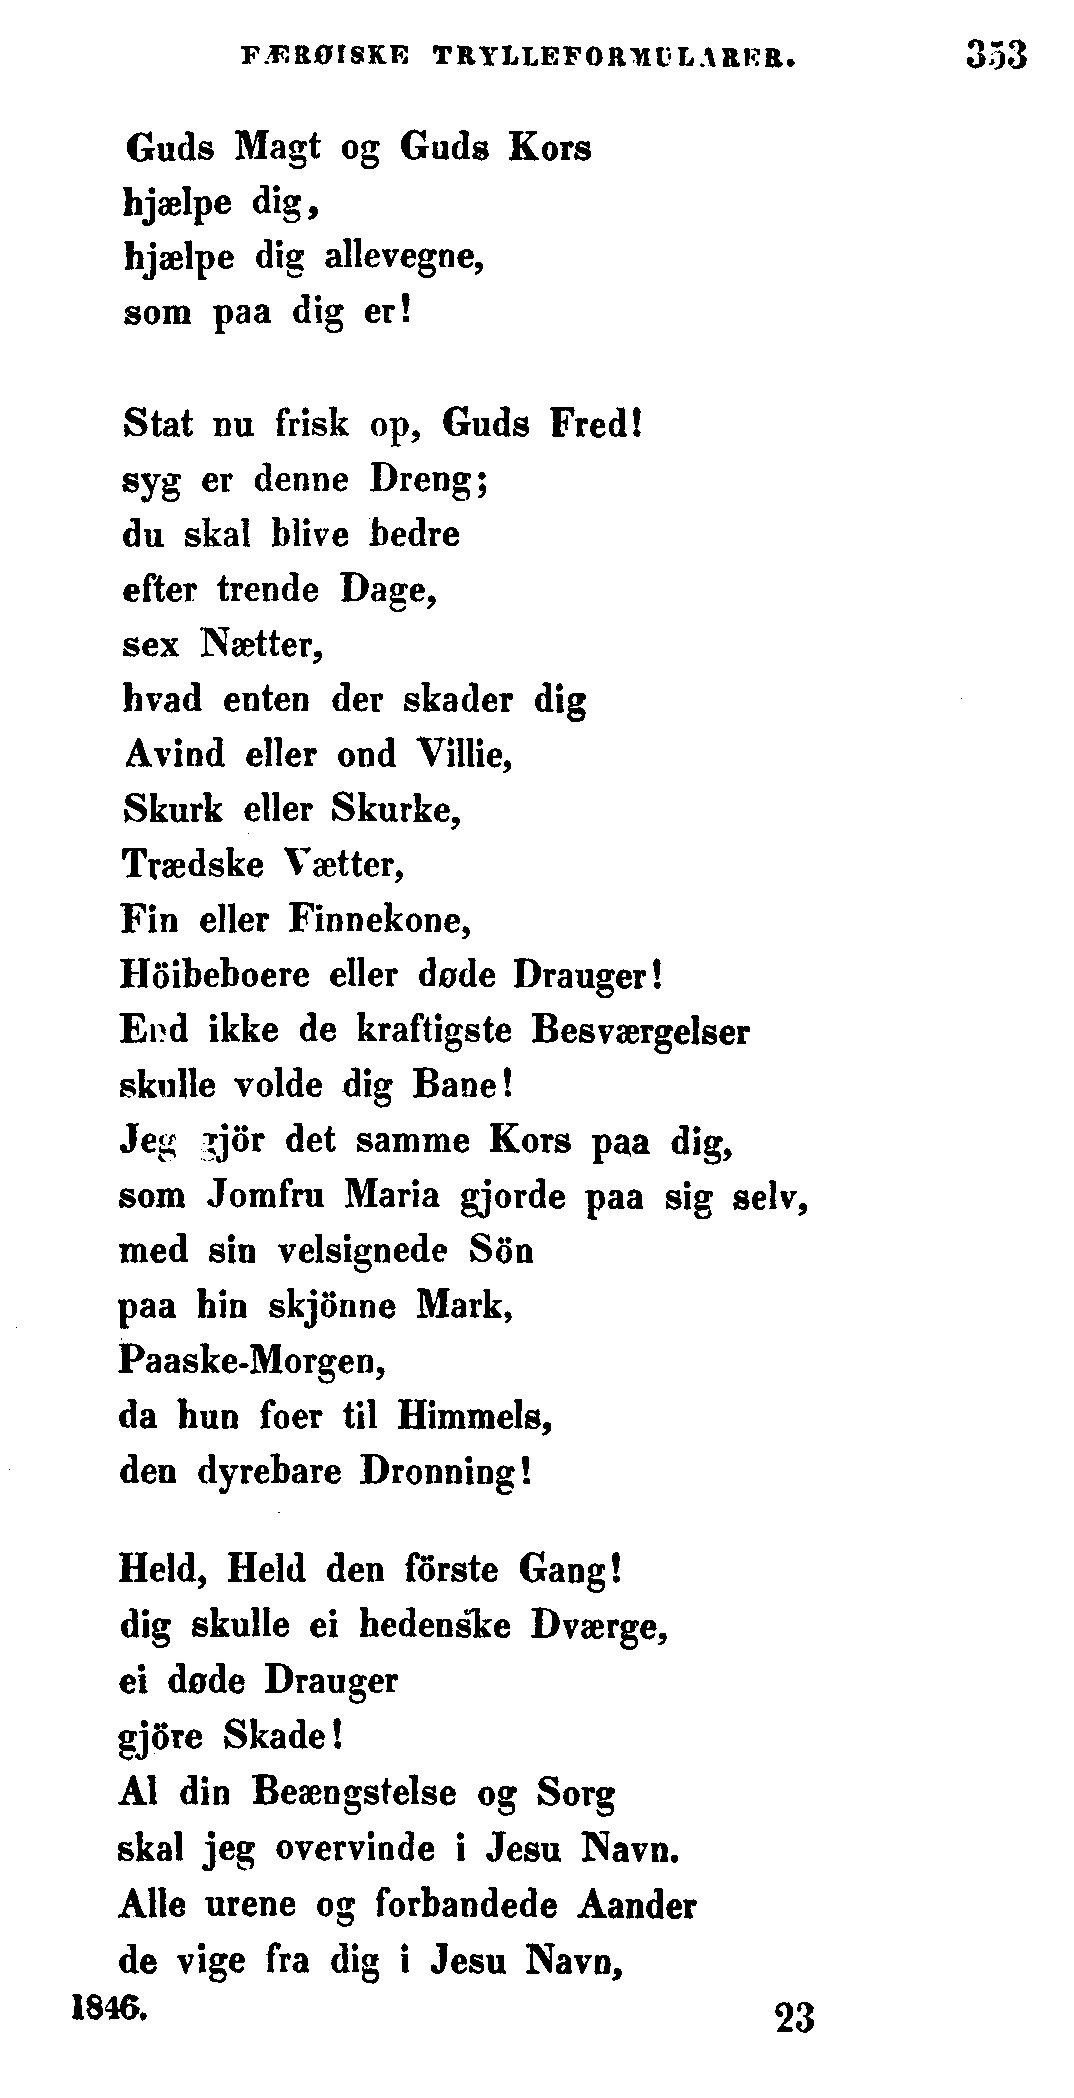 FÆRØISKE TRYLLEFORMULARER. 353
Guds Magt og Guds Kors
hjælpe dig,
hjælpe dig allevegne,
som paa dig er!
Stat nu frisk op, Guds Fred!
syg er denne Dreng;
du skal blive bedre
efter trende Dage,
sex Nætter,
hvad enten der skader dig
Avind eller ond Villie,
Skurk eller Skurke,
Trædske Vætter,
Fin eller Finnekone,
Höibeboere eller døde Drauger!
End ikke de kraftigste Besværgelser
skulle volde dig Bane!
Jeg gjör det samme Kors paa dig,
som Jomfru Maria gjorde paa sig selv,
med sin velsignede Sön
paa hin skjönne Mark,
Paaske-Morgen,
da hun foer til Himmels,
den dyrebare Dronning!
Held, Held den förste Gang!
dig skulle ei hedenske Dværge,
ei døde Drauger
gjöre Skade!
Al din Beængstelse og Sorg
skal jeg overvinde i Jesu Navn.
Alle urene og forbandede Aander
de vige fra dig i Jesu Navn,
1846. 23